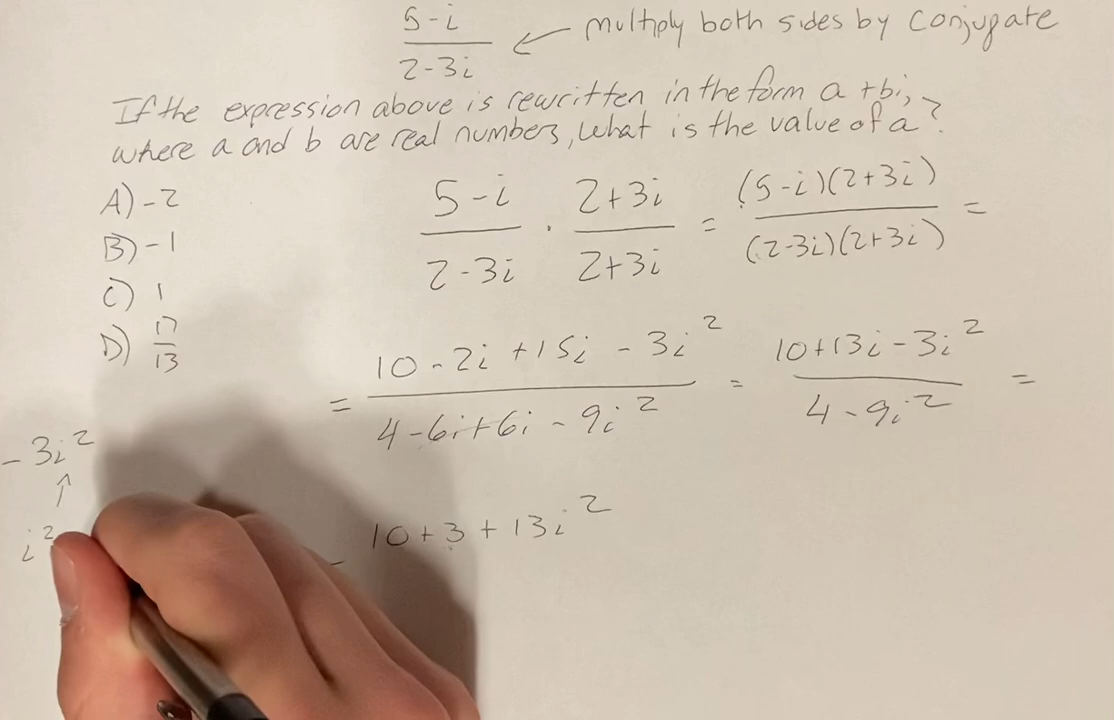 5-i
2-3i
← multiply both sides by conjugate
If the expression above is rewritten in the form a+bi,
where a and b are real numbers, what is the value of a?
A) -2
B) -1
C) 1
D) 17/13
5-i / 2-3i · 2+3i / 2+3i = (5-i)(2+3i) / (2-3i)(2+3i) =
= 10-2i+15i-3i² / 4-6i+6i-9i² = 10+13i-3i² / 4-9i² =
-3i²
↑
i²
10+3+13i²